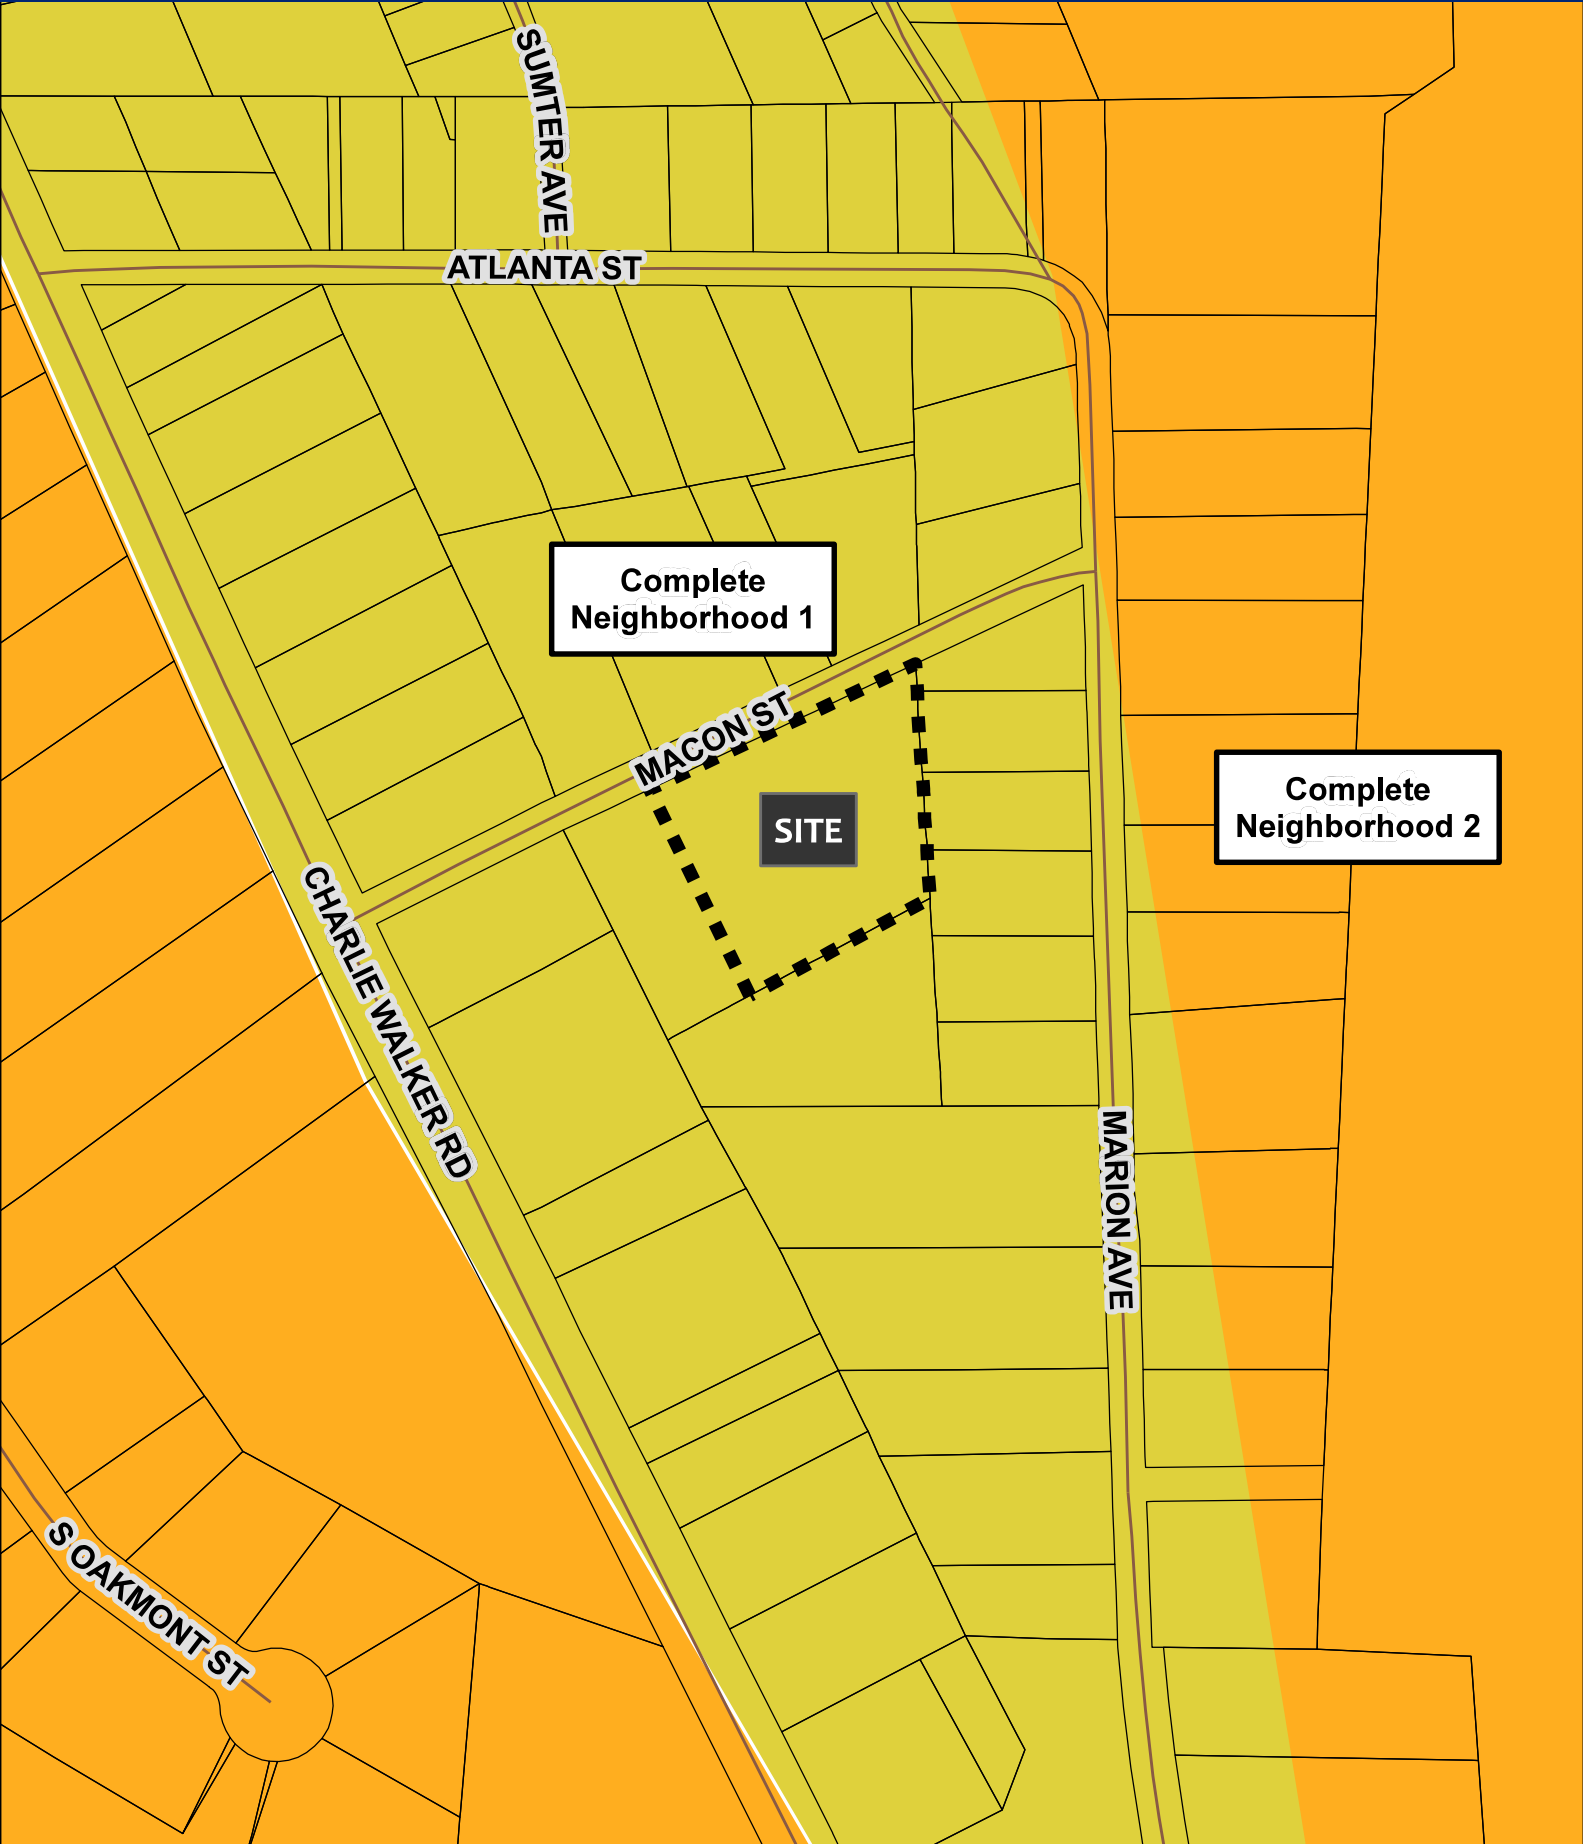 SUMTER AVE
ATLANTA ST
Complete
Neighborhood 1
MACON ST
SITE
Complete
Neighborhood 2
CHARLIE WALKER RD
MARION AVE
S OAKMONT ST